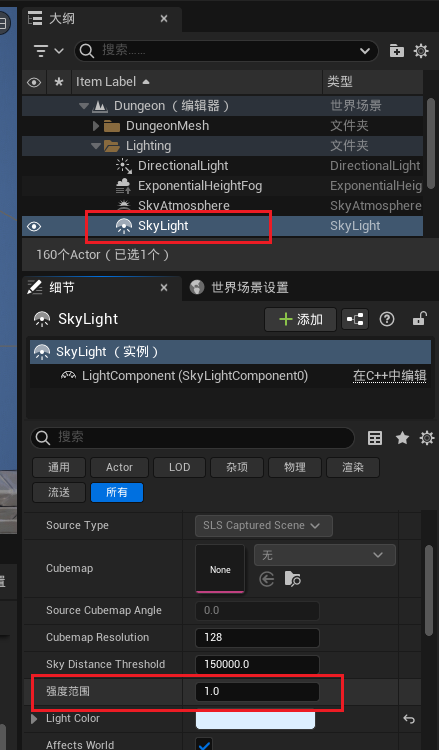 大纲
搜索......
Item Label 类型
Dungeon（编辑器） 世界场景
DungeonMesh 文件夹
Lighting 文件夹
DirectionalLight DirectionalLight
ExponentialHeightFog ExponentialHeig
SkyAtmosphere SkyAtmosphere
SkyLight SkyLight
160个Actor（已选1个）
细节 世界场景设置
SkyLight 添加
SkyLight（实例）
LightComponent (SkyLightComponent0) 在C++中编辑
搜索
通用 Actor LOD 杂项 物理 渲染
流送 所有
Source Type SLS Captured Scene
Cubemap None 无
Source Cubemap Angle 0.0
Cubemap Resolution 128
Sky Distance Threshold 150000.0
强度范围 1.0
Light Color
Affects World